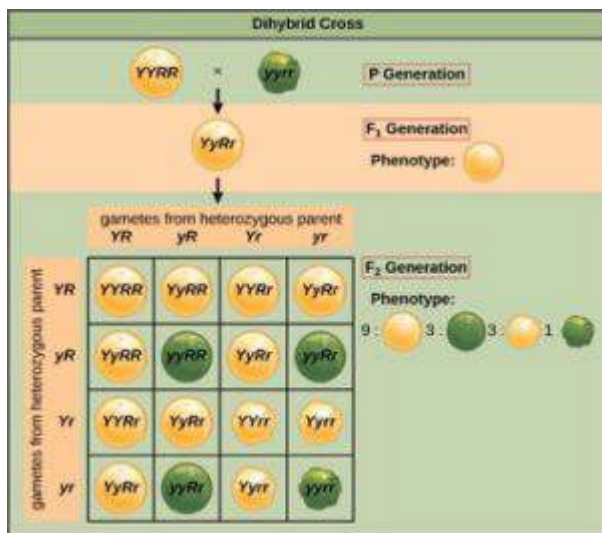 Dihybrid Cross
YYRR × yyrr P Generation
F1 Generation
YyRr
Phenotype:
gametes from heterozygous parent
YR yR Yr yr
gametes from heterozygous parent
F2 Generation
Phenotype:
9 : 3 : 3 : 1
YR YYRR YyRR YYRr YyRr
yR YyRR yyRR YyRr yyRr
Yr YYRr YyRr YYrr Yyrr
yr YyRr yyRr Yyrr yyrr